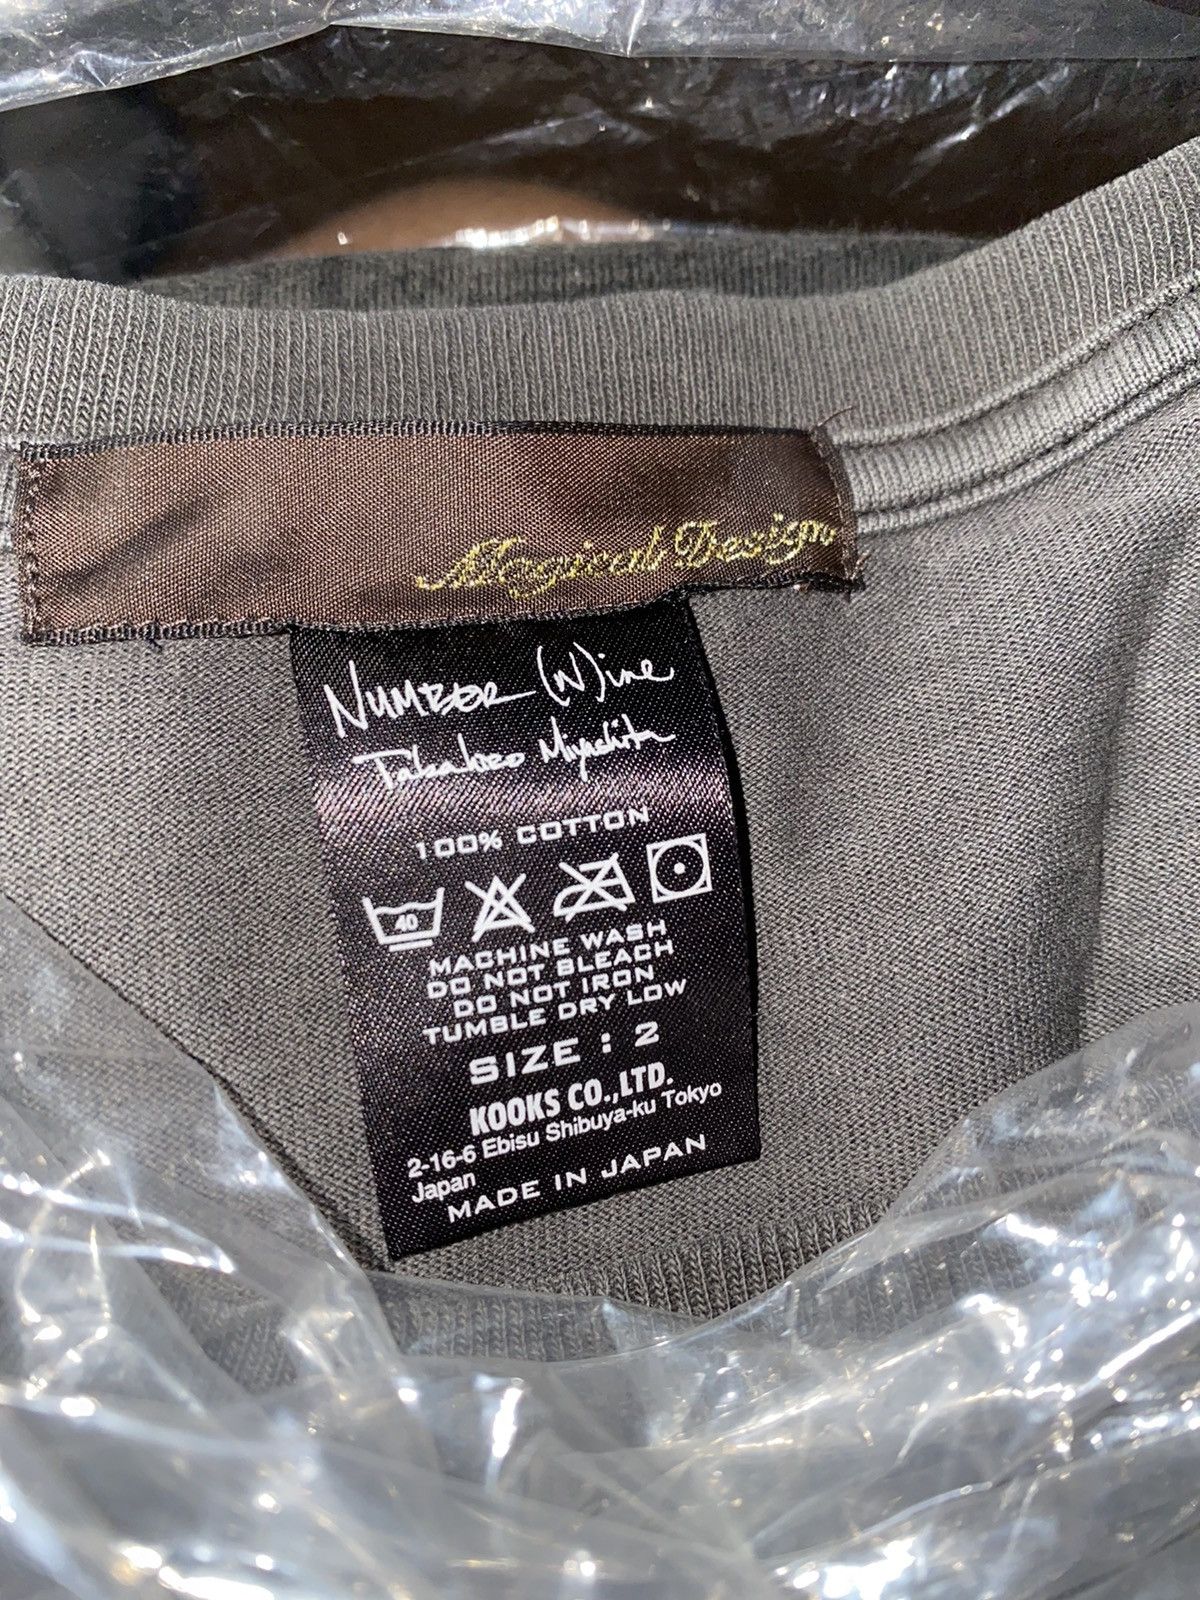 Magical Design
NUMBER (N)ine
Takahiro Miyashita
100% COTTON
40
MACHINE WASH
DO NOT BLEACH
DO NOT IRON
TUMBLE DRY LOW
SIZE : 2
KOOKS CO.,LTD.
2-16-6 Ebisu Shibuya-ku Tokyo
Japan
MADE IN JAPAN